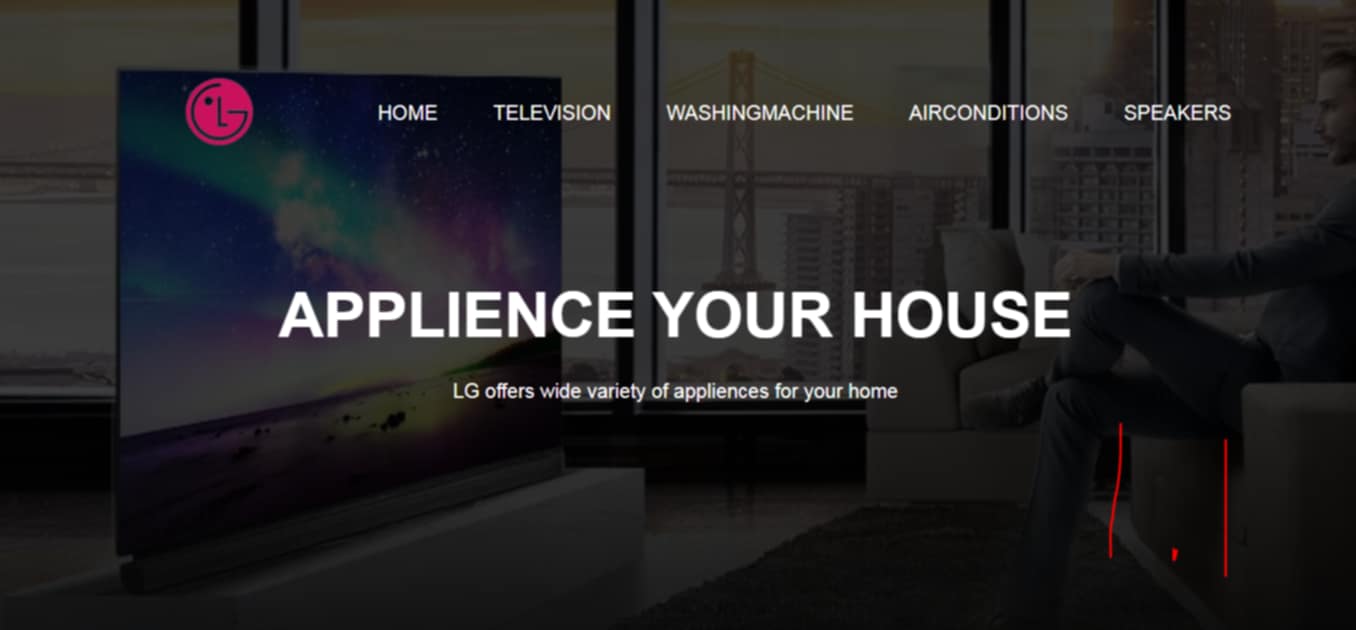 LG
HOME TELEVISION WASHINGMACHINE AIRCONDITIONS SPEAKERS
APPLIENCE YOUR HOUSE
LG offers wide variety of appliences for your home